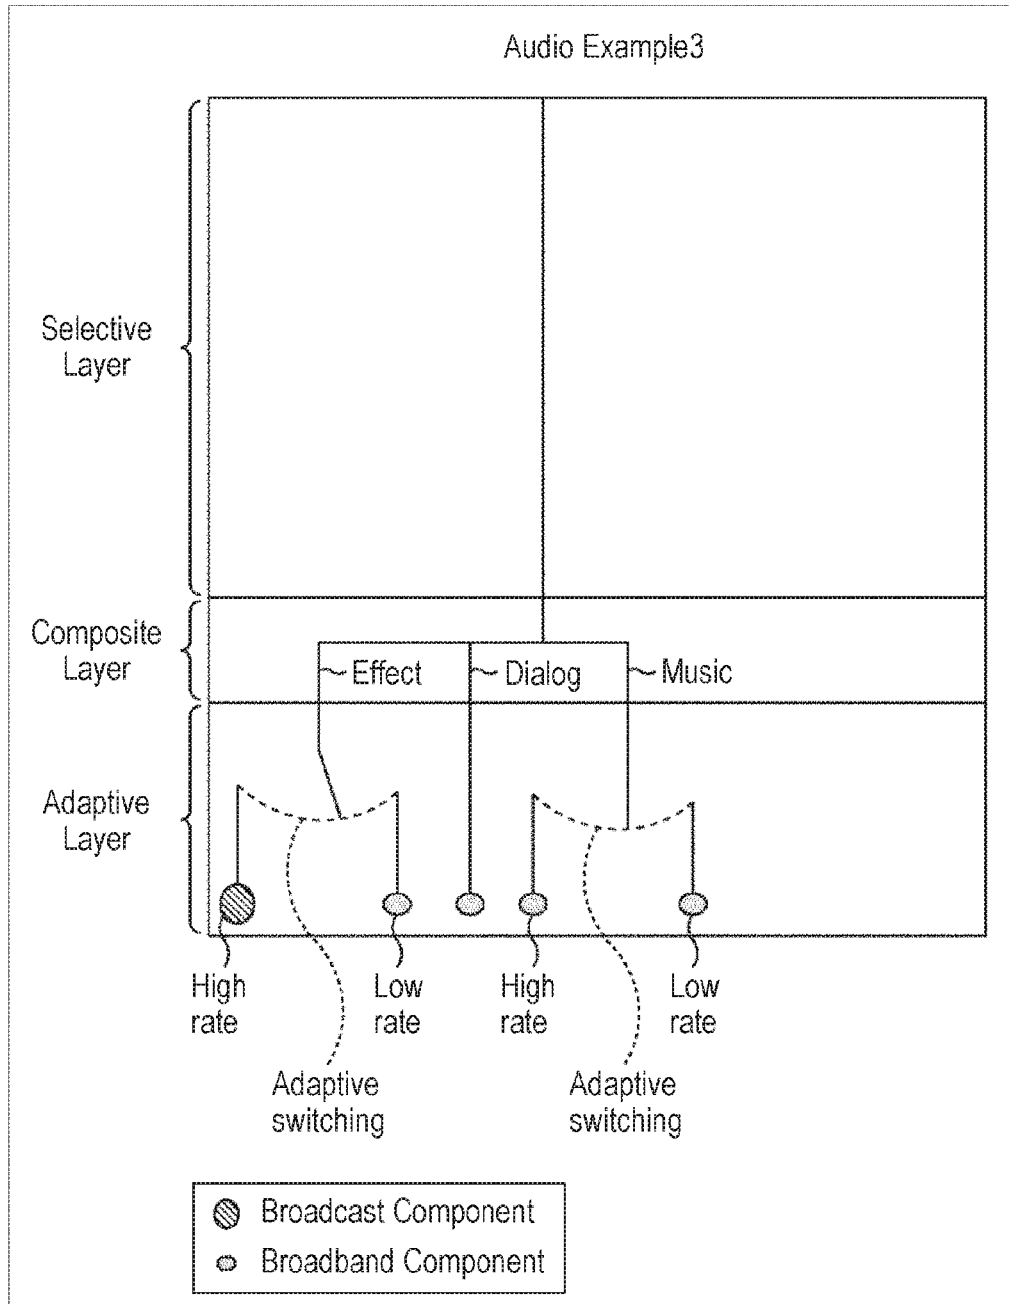 Audio Example3
Selective
Layer
Composite
Layer
Effect
Dialog
Music
Adaptive
Layer
High
rate
Low
rate
High
rate
Low
rate
Adaptive
switching
Adaptive
switching
Broadcast Component
Broadband Component